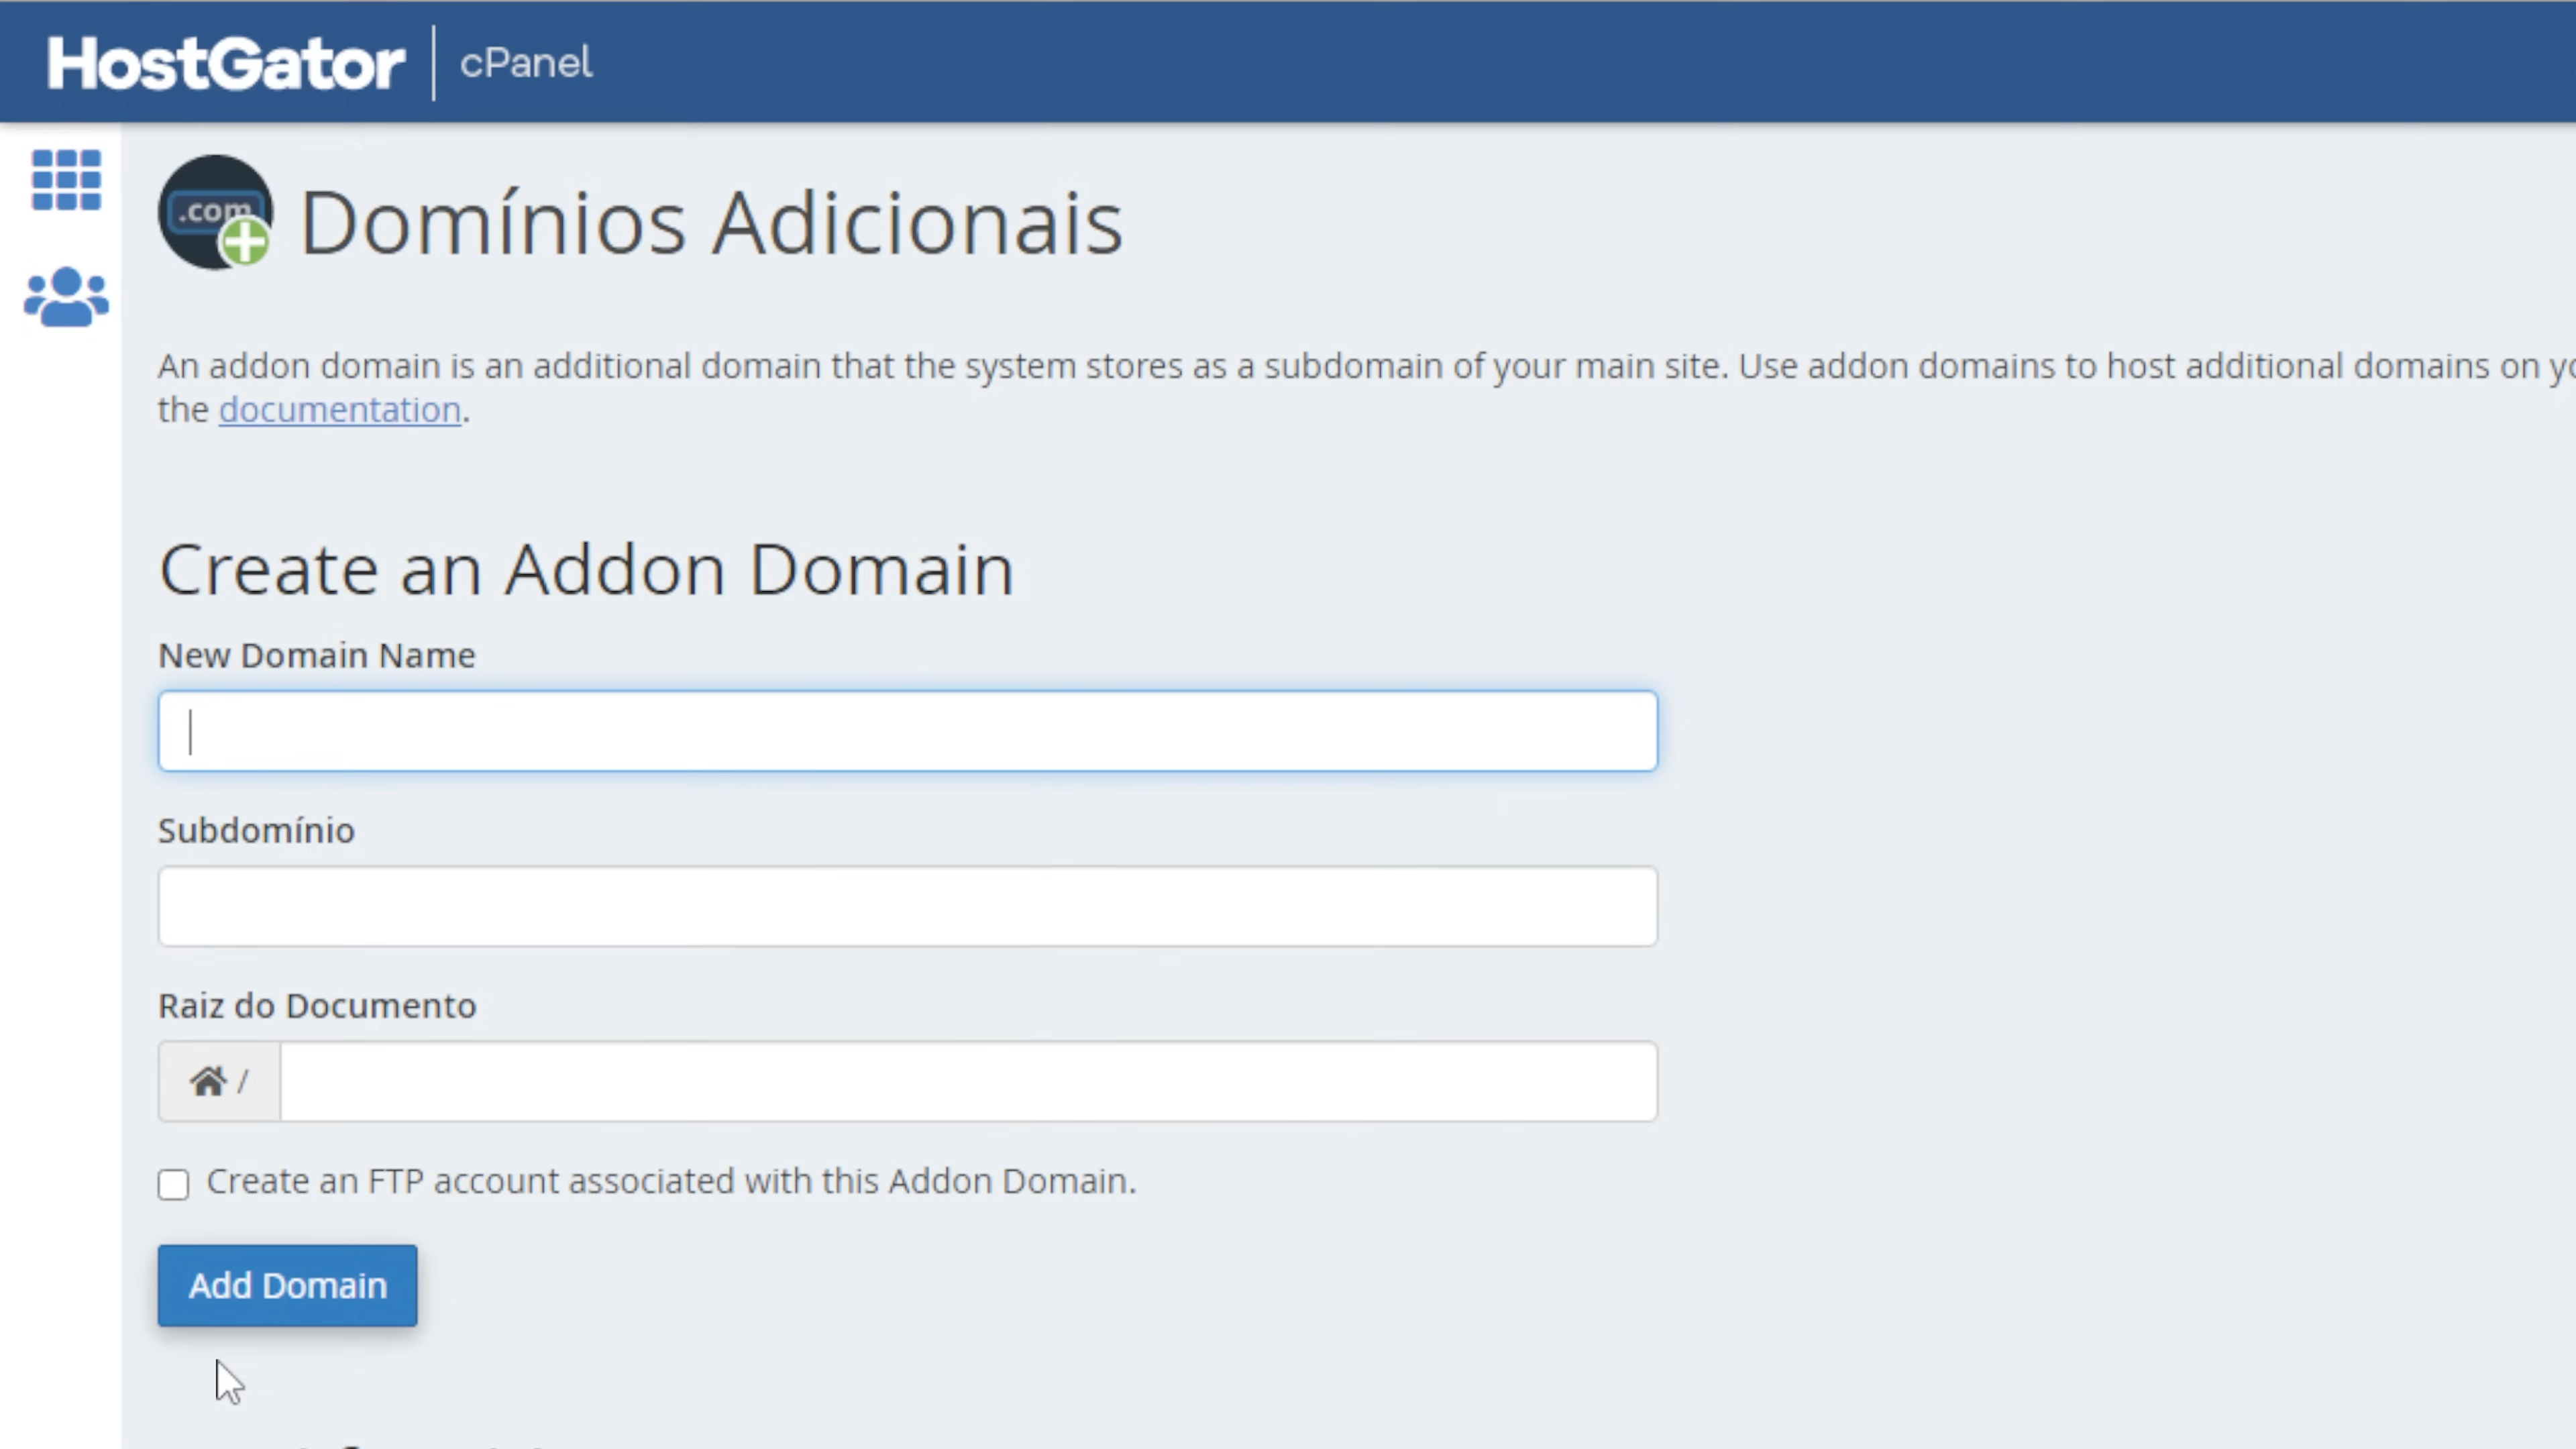 HostGator | cPanel
.com
Domínios Adicionais
An addon domain is an additional domain that the system stores as a subdomain of your main site. Use addon domains to host additional domains on
the documentation.
Create an Addon Domain
New Domain Name
Subdomínio
Raiz do Documento
/
Create an FTP account associated with this Addon Domain.
Add Domain